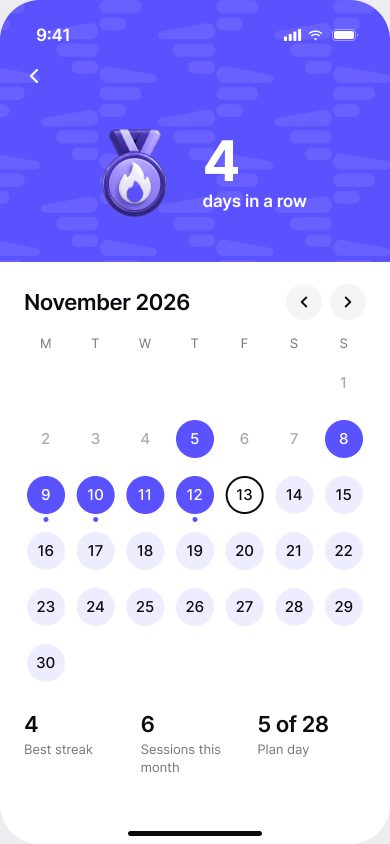 9:41
4
days in a row
November 2026
M T W T F S S
1
2 3 4 5 6 7 8
9 10 11 12 13 14 15
16 17 18 19 20 21 22
23 24 25 26 27 28 29
30
4 6 5 of 28
Best streak Sessions this Plan day
month